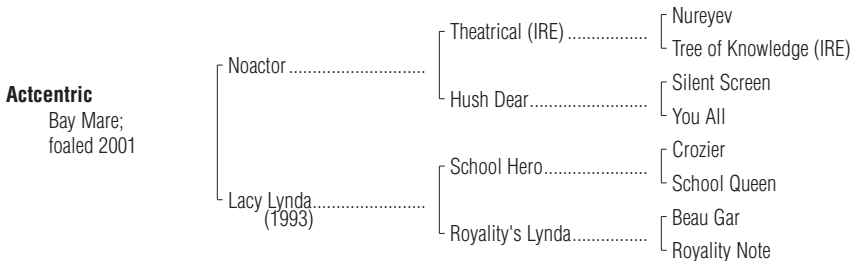 Nureyev
Theatrical (IRE) ..................
Tree of Knowledge (IRE)
Noactor .............................
Silent Screen
Hush Dear.........................
You All
Actcentric
Bay Mare;
foaled 2001
Crozier
School Hero......................
School Queen
Lacy Lynda........................
(1993)
Beau Gar
Royality's Lynda................
Royality Note